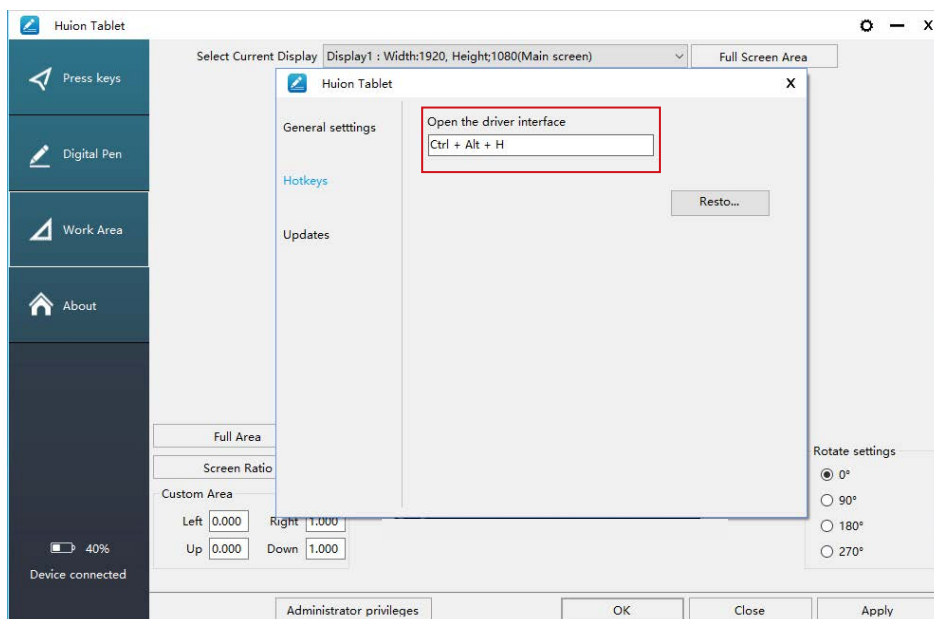 Huion Tablet
X
Press keys
Digital Pen
Work Area
About
40%
Device connected
Select Current Display Display1 : Width:1920, Height;1080(Main screen) Full Screen Area
Huion Tablet X
General setttings
Hotkeys
Updates
Open the driver interface
Ctrl + Alt + H
Resto...
Full Area
Screen Ratio
Custom Area
Left 0.000 Right 1.000
Up 0.000 Down 1.000
Rotate settings
0°
90°
180°
270°
Administrator privileges OK Close Apply